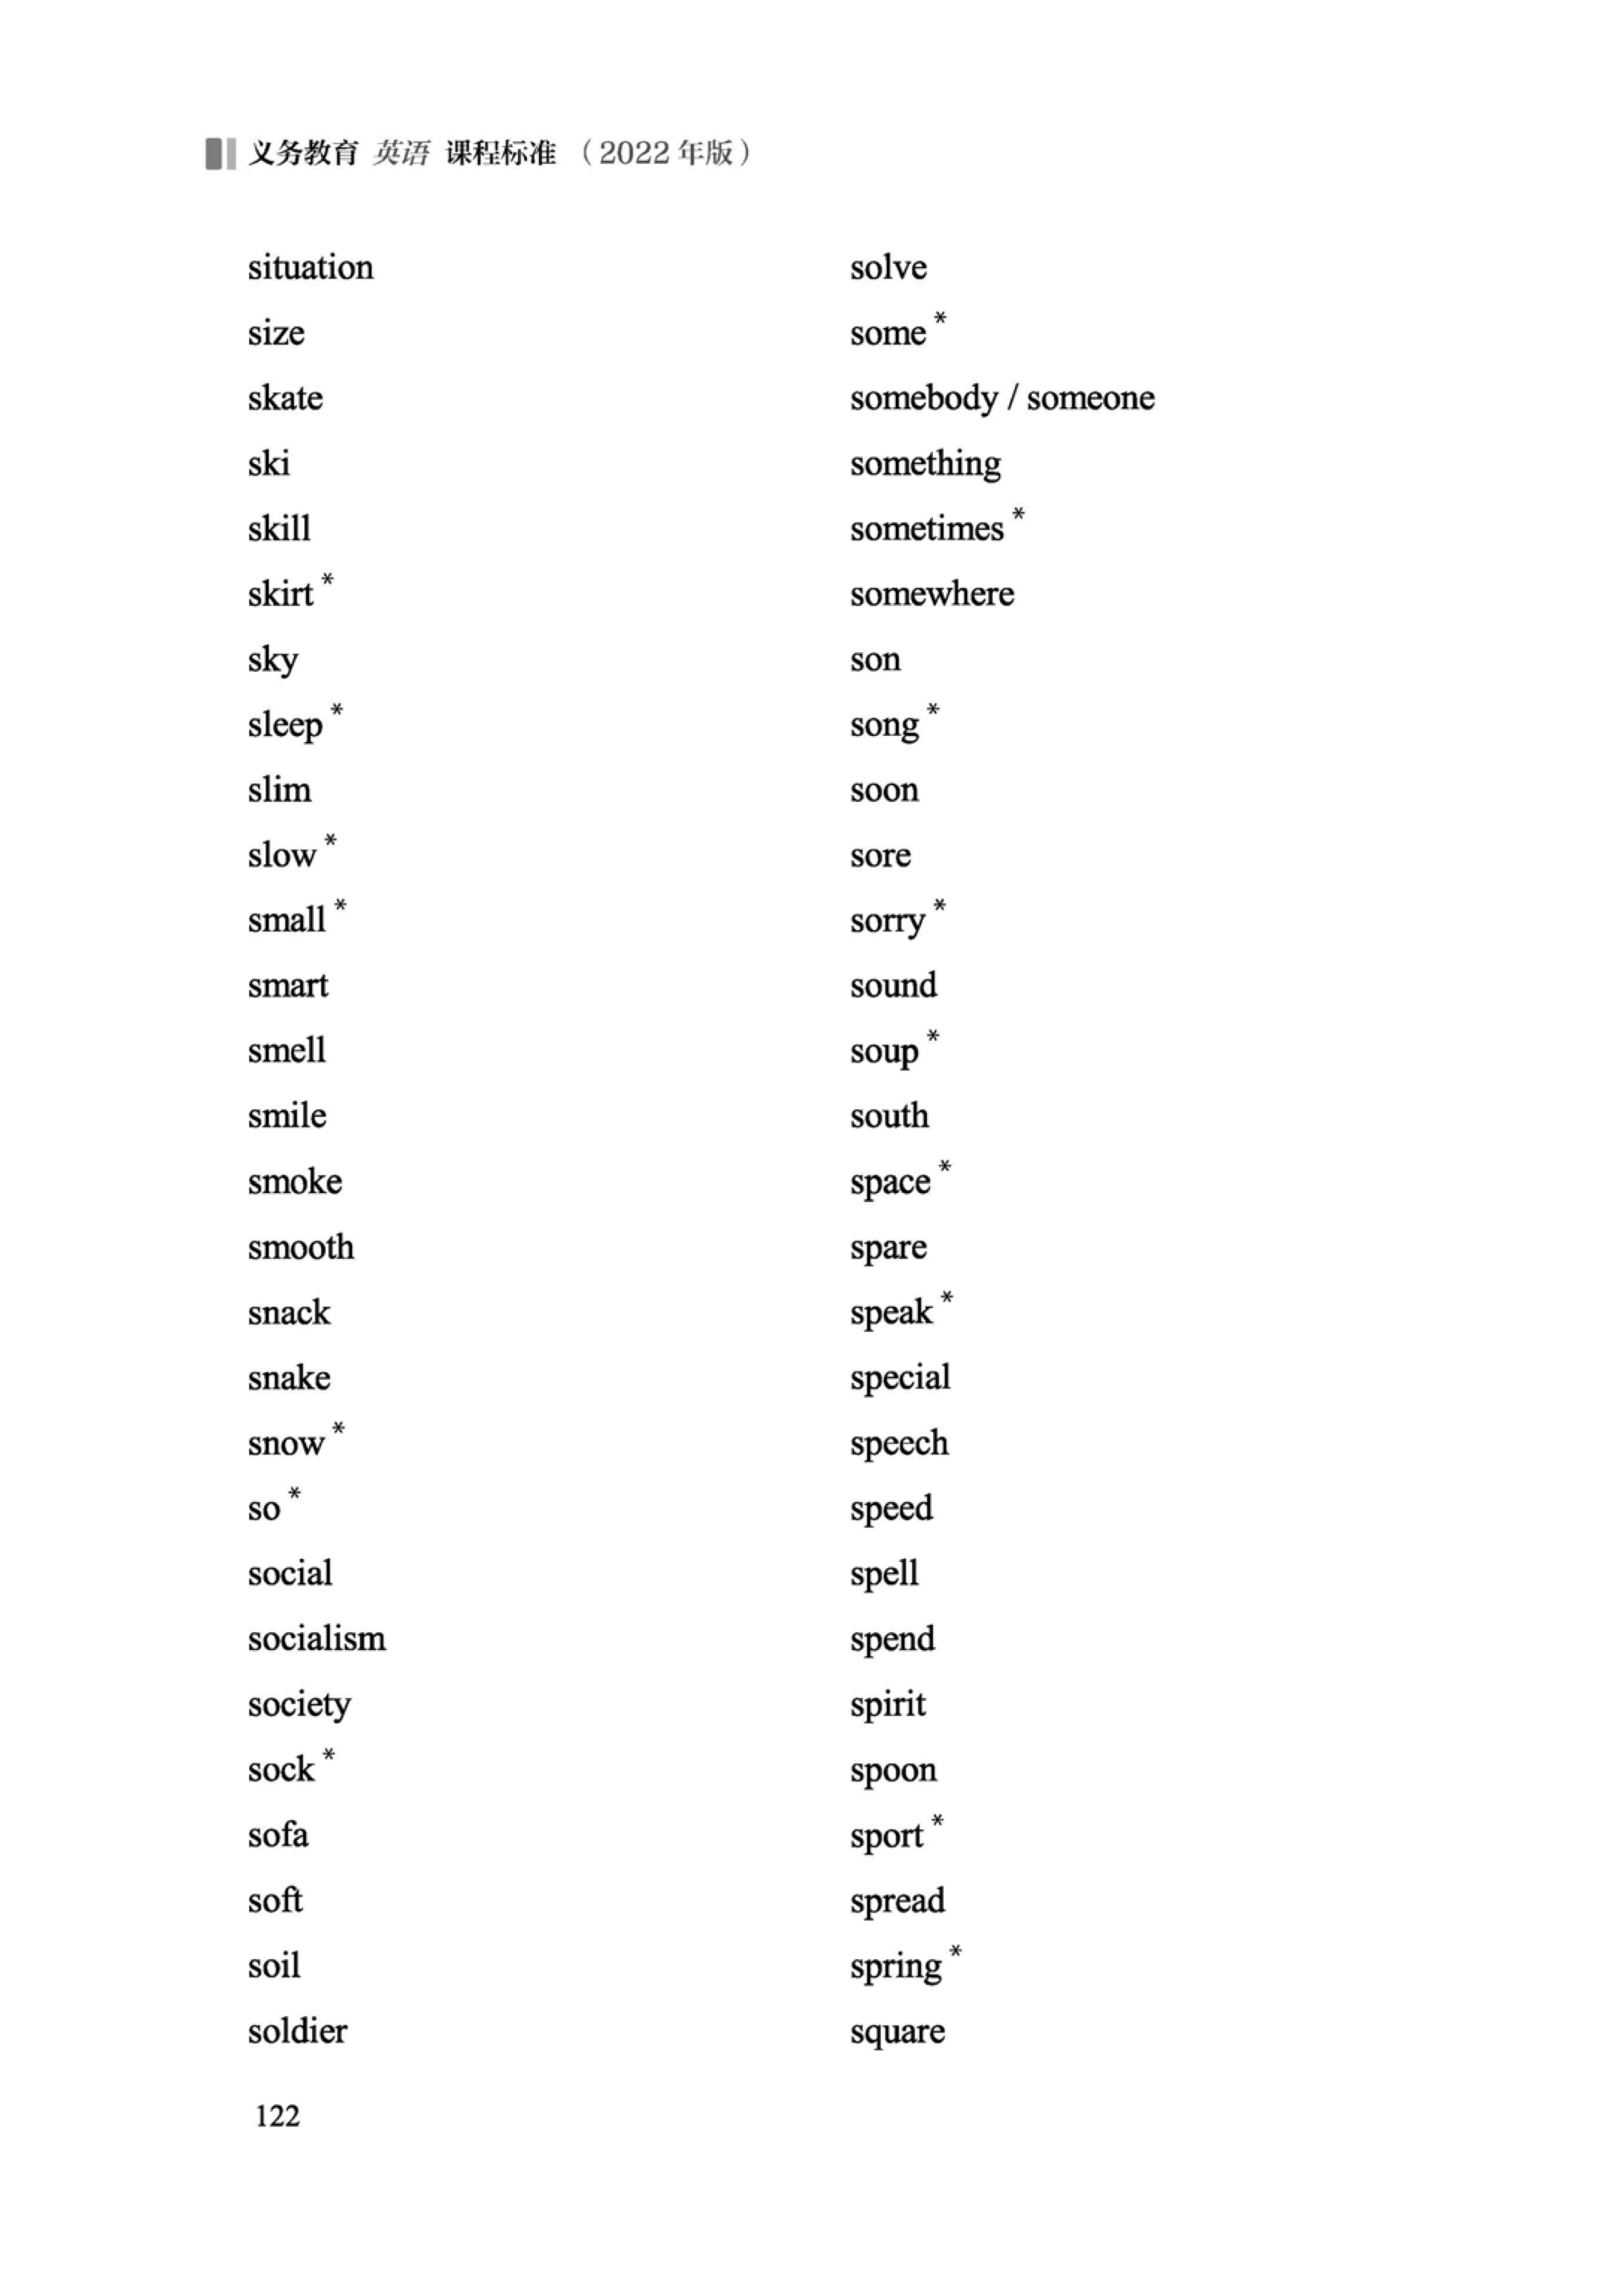 义务教育 英语 课程标准（2022 年版）
situation
size
skate
ski
skill
skirt *
sky
sleep *
slim
slow *
small *
smart
smell
smile
smoke
smooth
snack
snake
snow *
so *
social
socialism
society
sock *
sofa
soft
soil
soldier
solve
some *
somebody / someone
something
sometimes *
somewhere
son
song *
soon
sore
sorry *
sound
soup *
south
space *
spare
speak *
special
speech
speed
spell
spend
spirit
spoon
sport *
spread
spring *
square
122